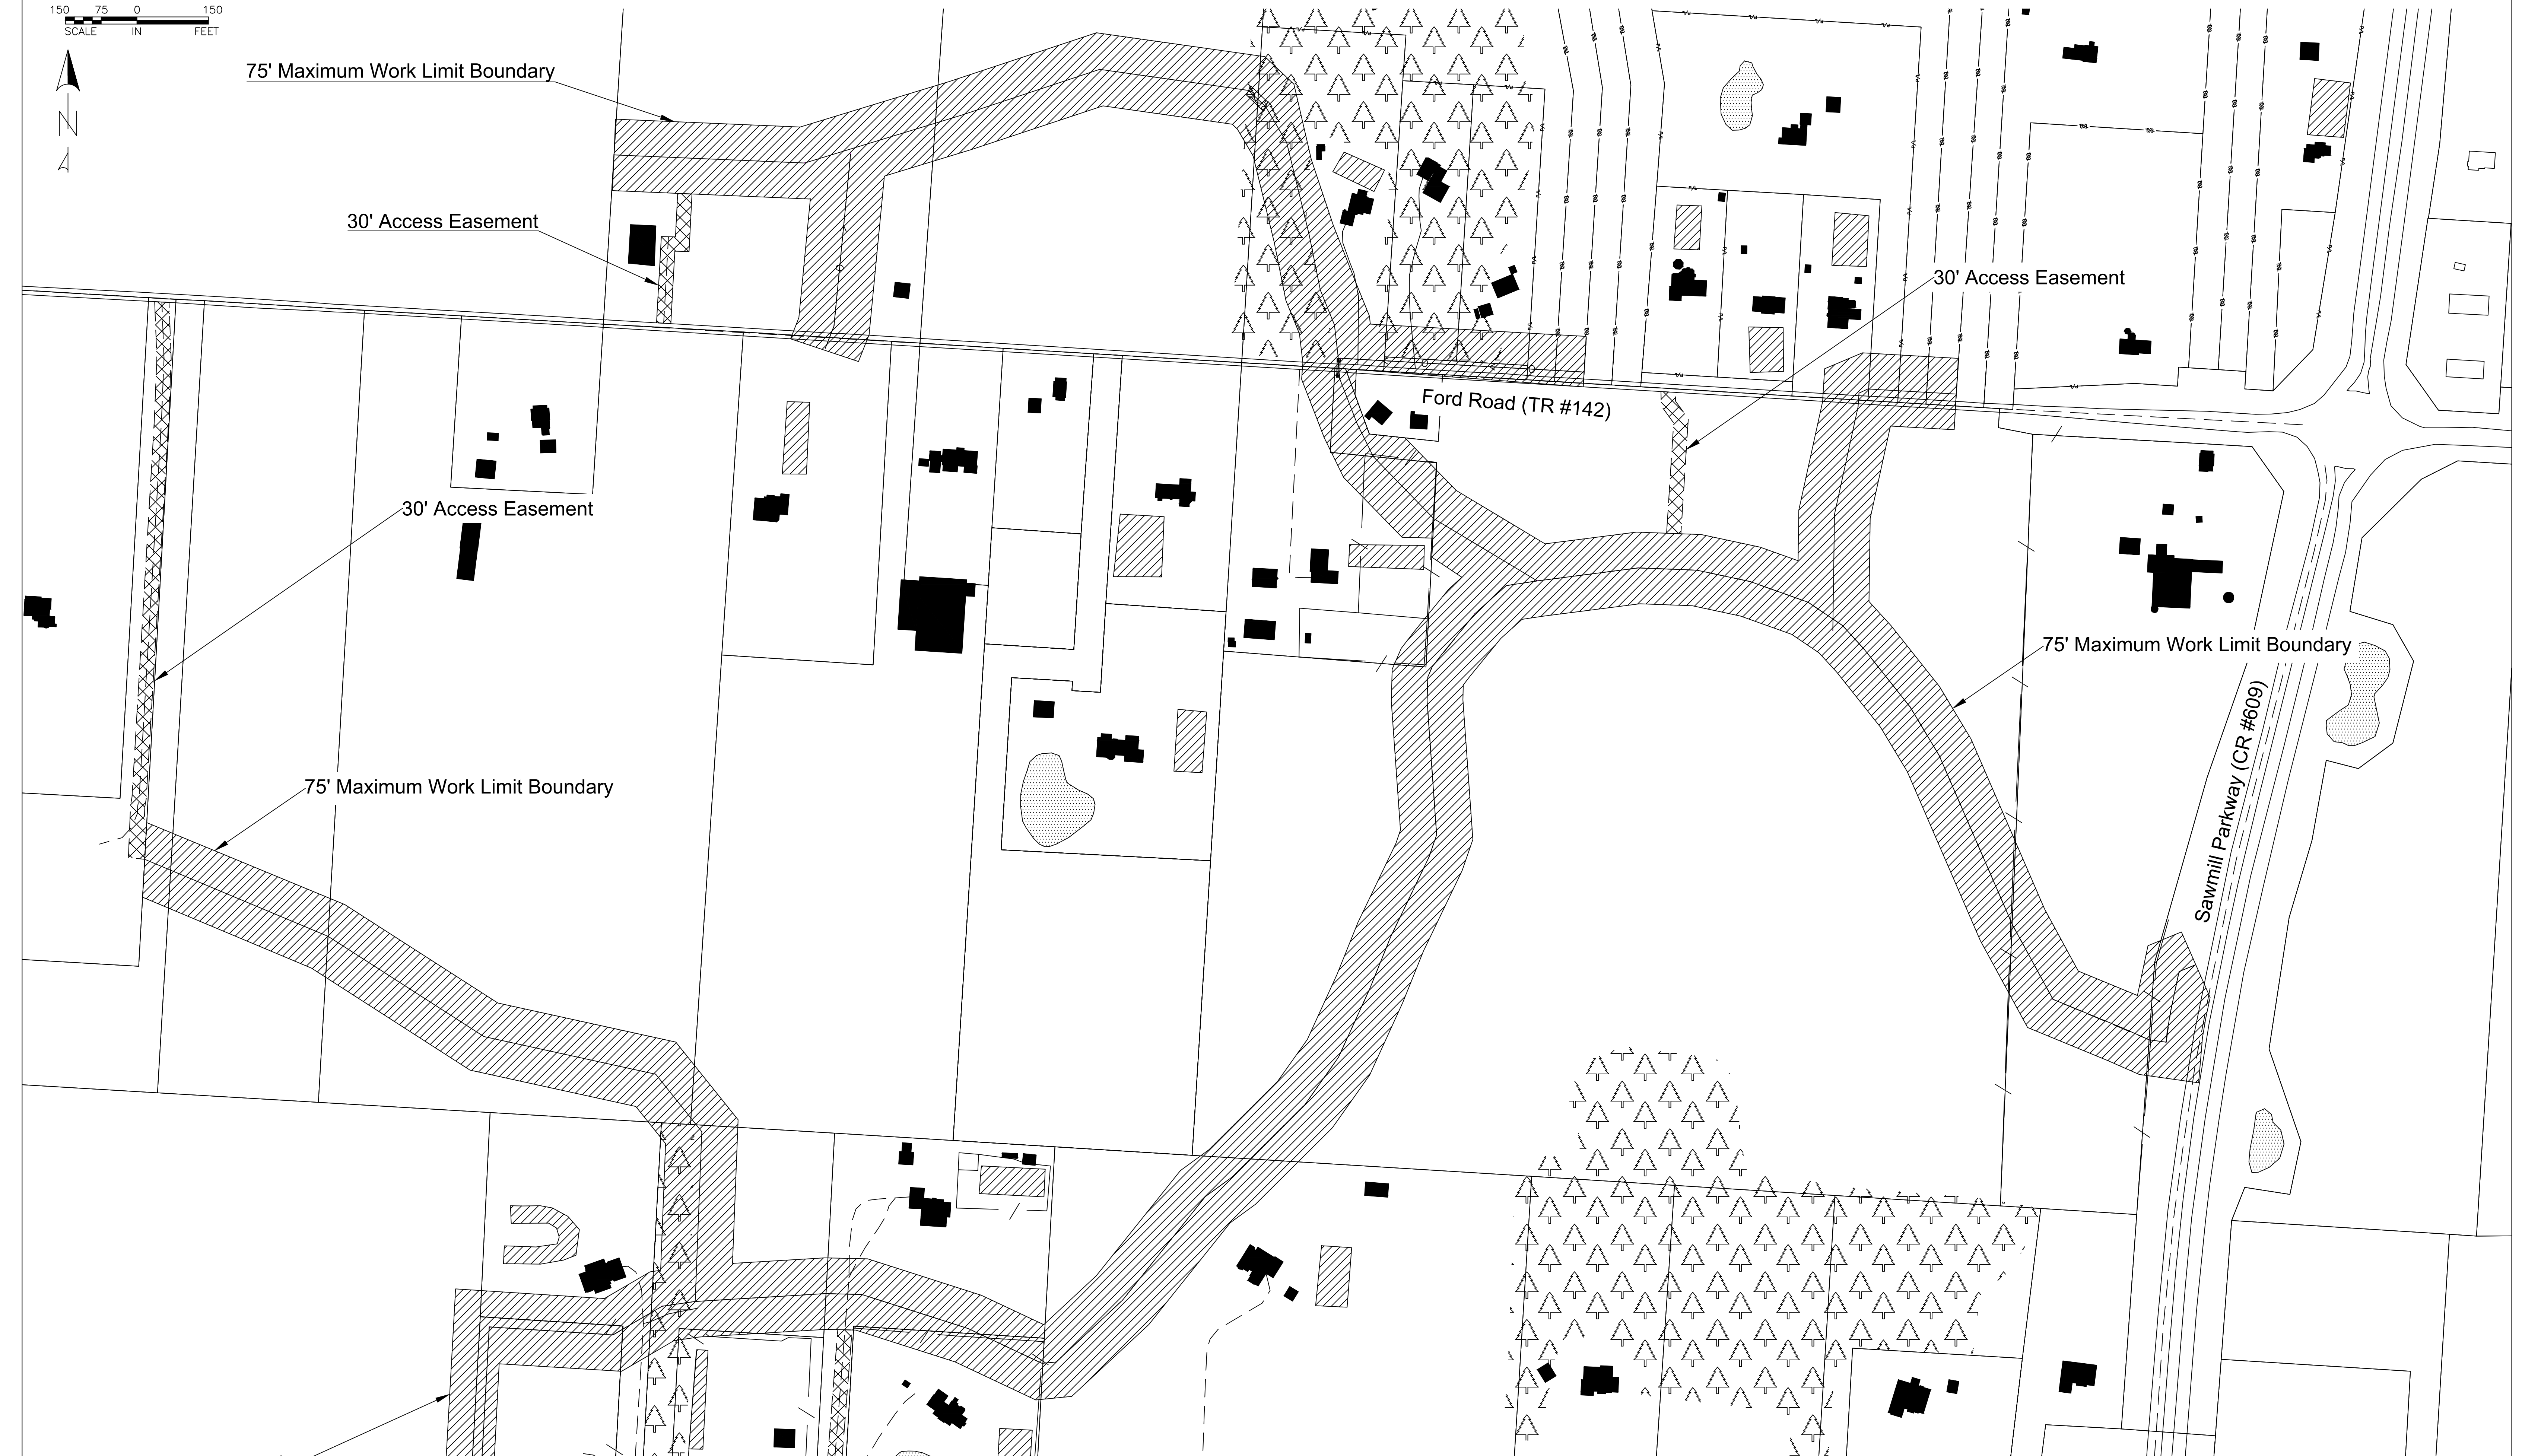 150 75 0 150
SCALE IN FEET
N
75' Maximum Work Limit Boundary
30' Access Easement
30' Access Easement
Ford Road (TR #142)
30' Access Easement
75' Maximum Work Limit Boundary
Sawmill Parkway (CR #609)
75' Maximum Work Limit Boundary